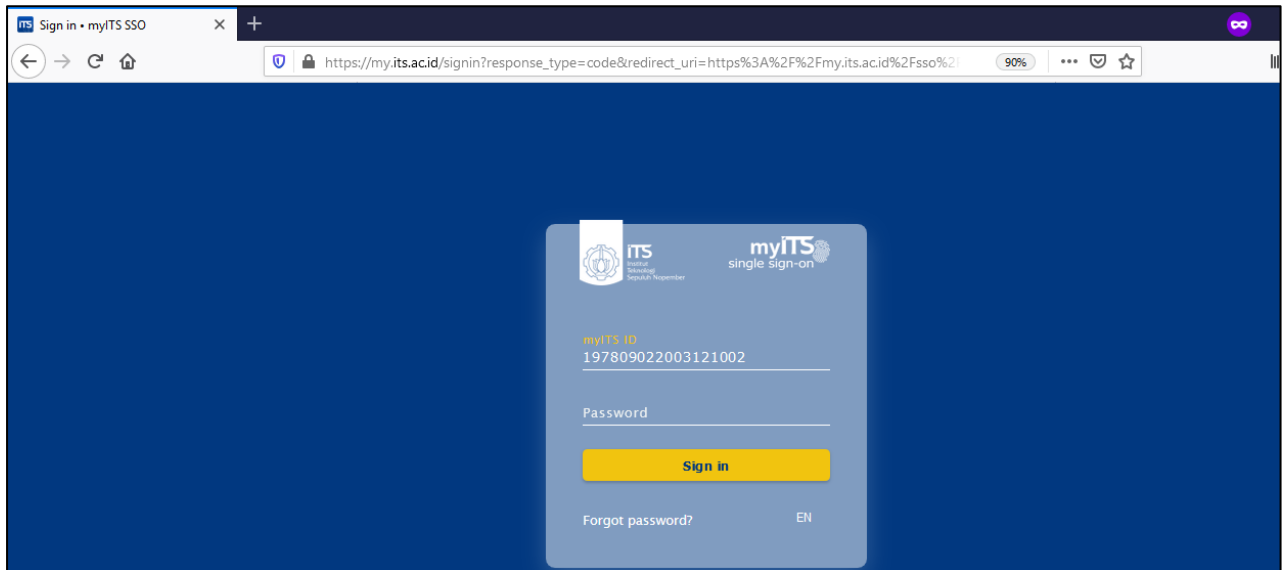 Sign in • myITS SSO
https://my.its.ac.id/signin?response_type=code&redirect_uri=https%3A%2F%2Fmy.its.ac.id%2Fsso%2
90%
iTS
Institut
Teknologi
Sepuluh Nopember
myITS
single sign-on
myITS ID
197809022003121002
Password
Sign in
Forgot password?
EN